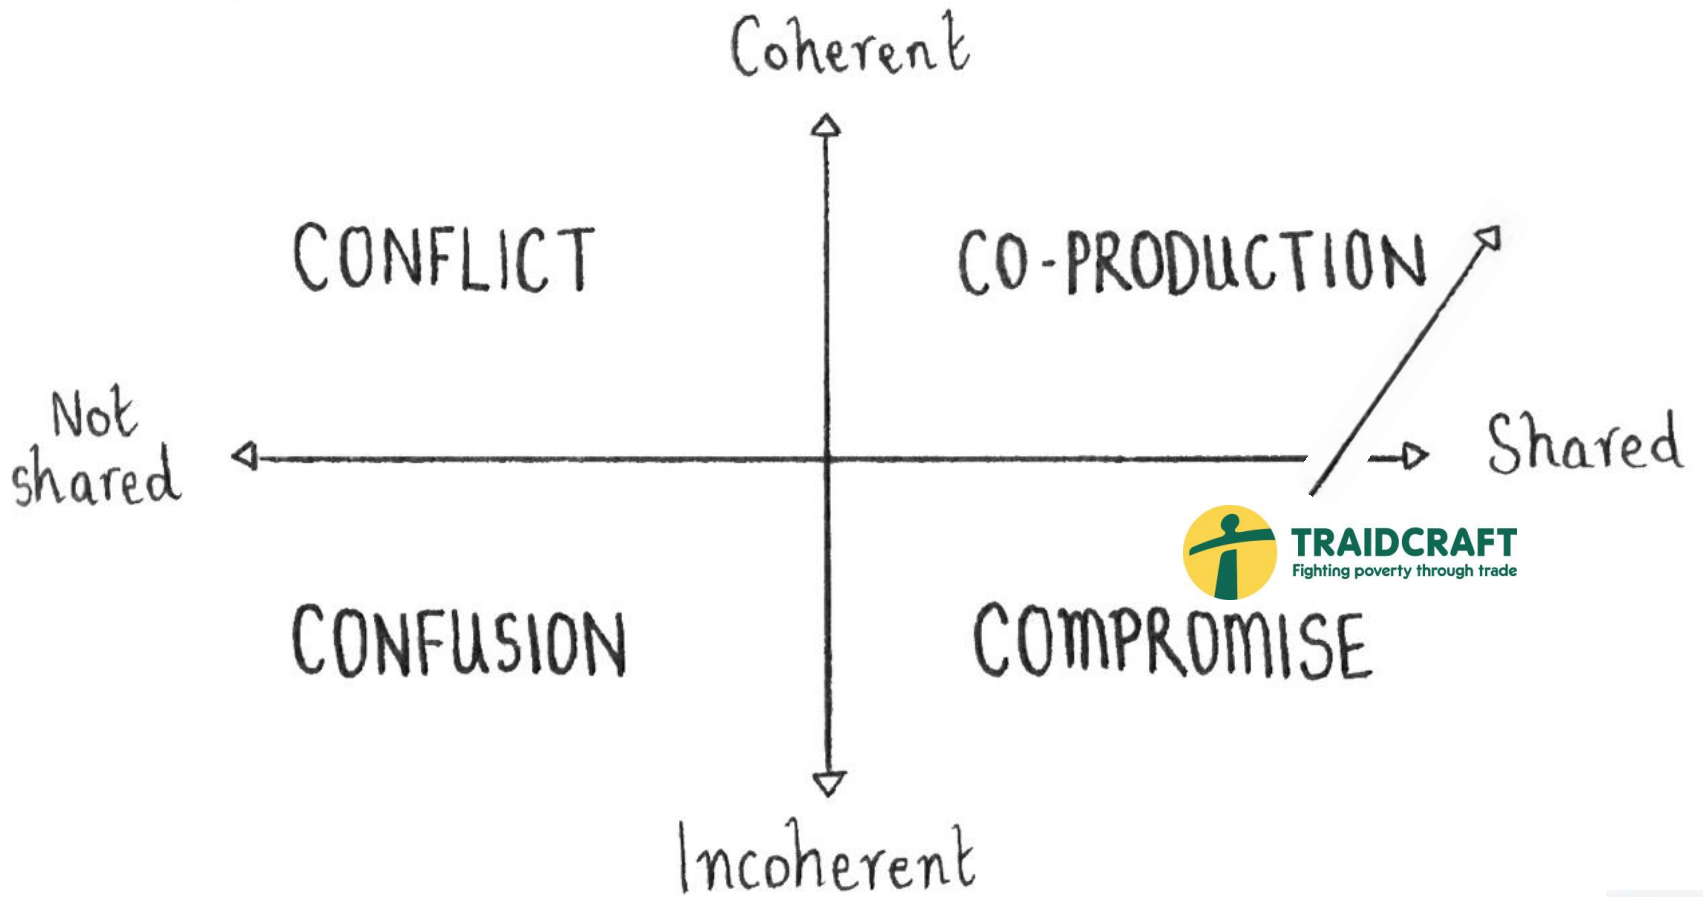 Coherent
CONFLICT
CO-PRODUCTION
Not
shared
Shared
TRAIDCRAFT
Fighting poverty through trade
CONFUSION
COMPROMISE
Incoherent